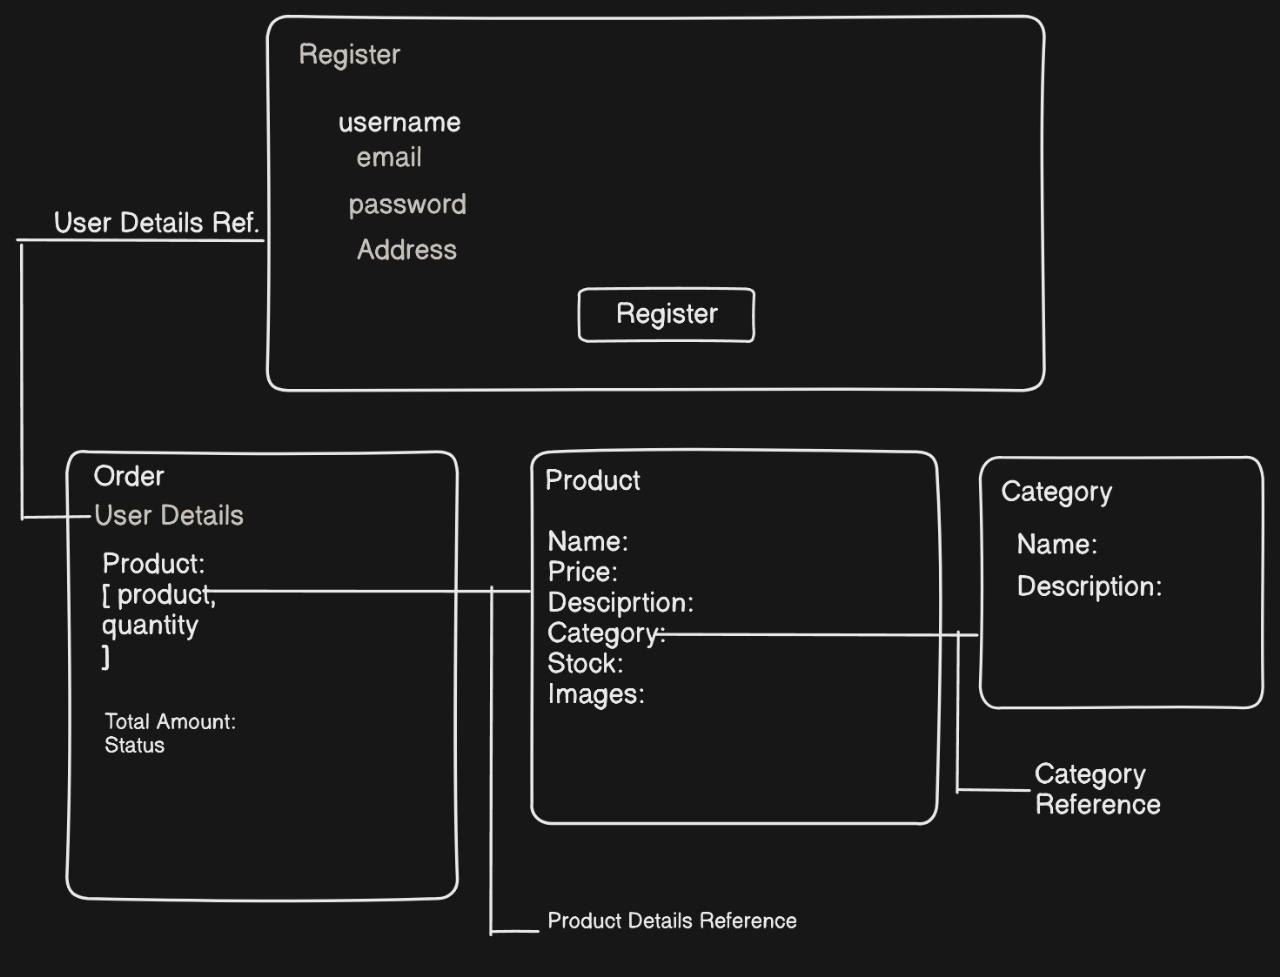 Register
username
email
password
Address
Register
User Details Ref.
Order
User Details
Product:
[ product,
quantity
]
Total Amount:
Status
Product
Name:
Price:
Desciprtion:
Category:
Stock:
Images:
Category
Name:
Description:
Category
Reference
Product Details Reference